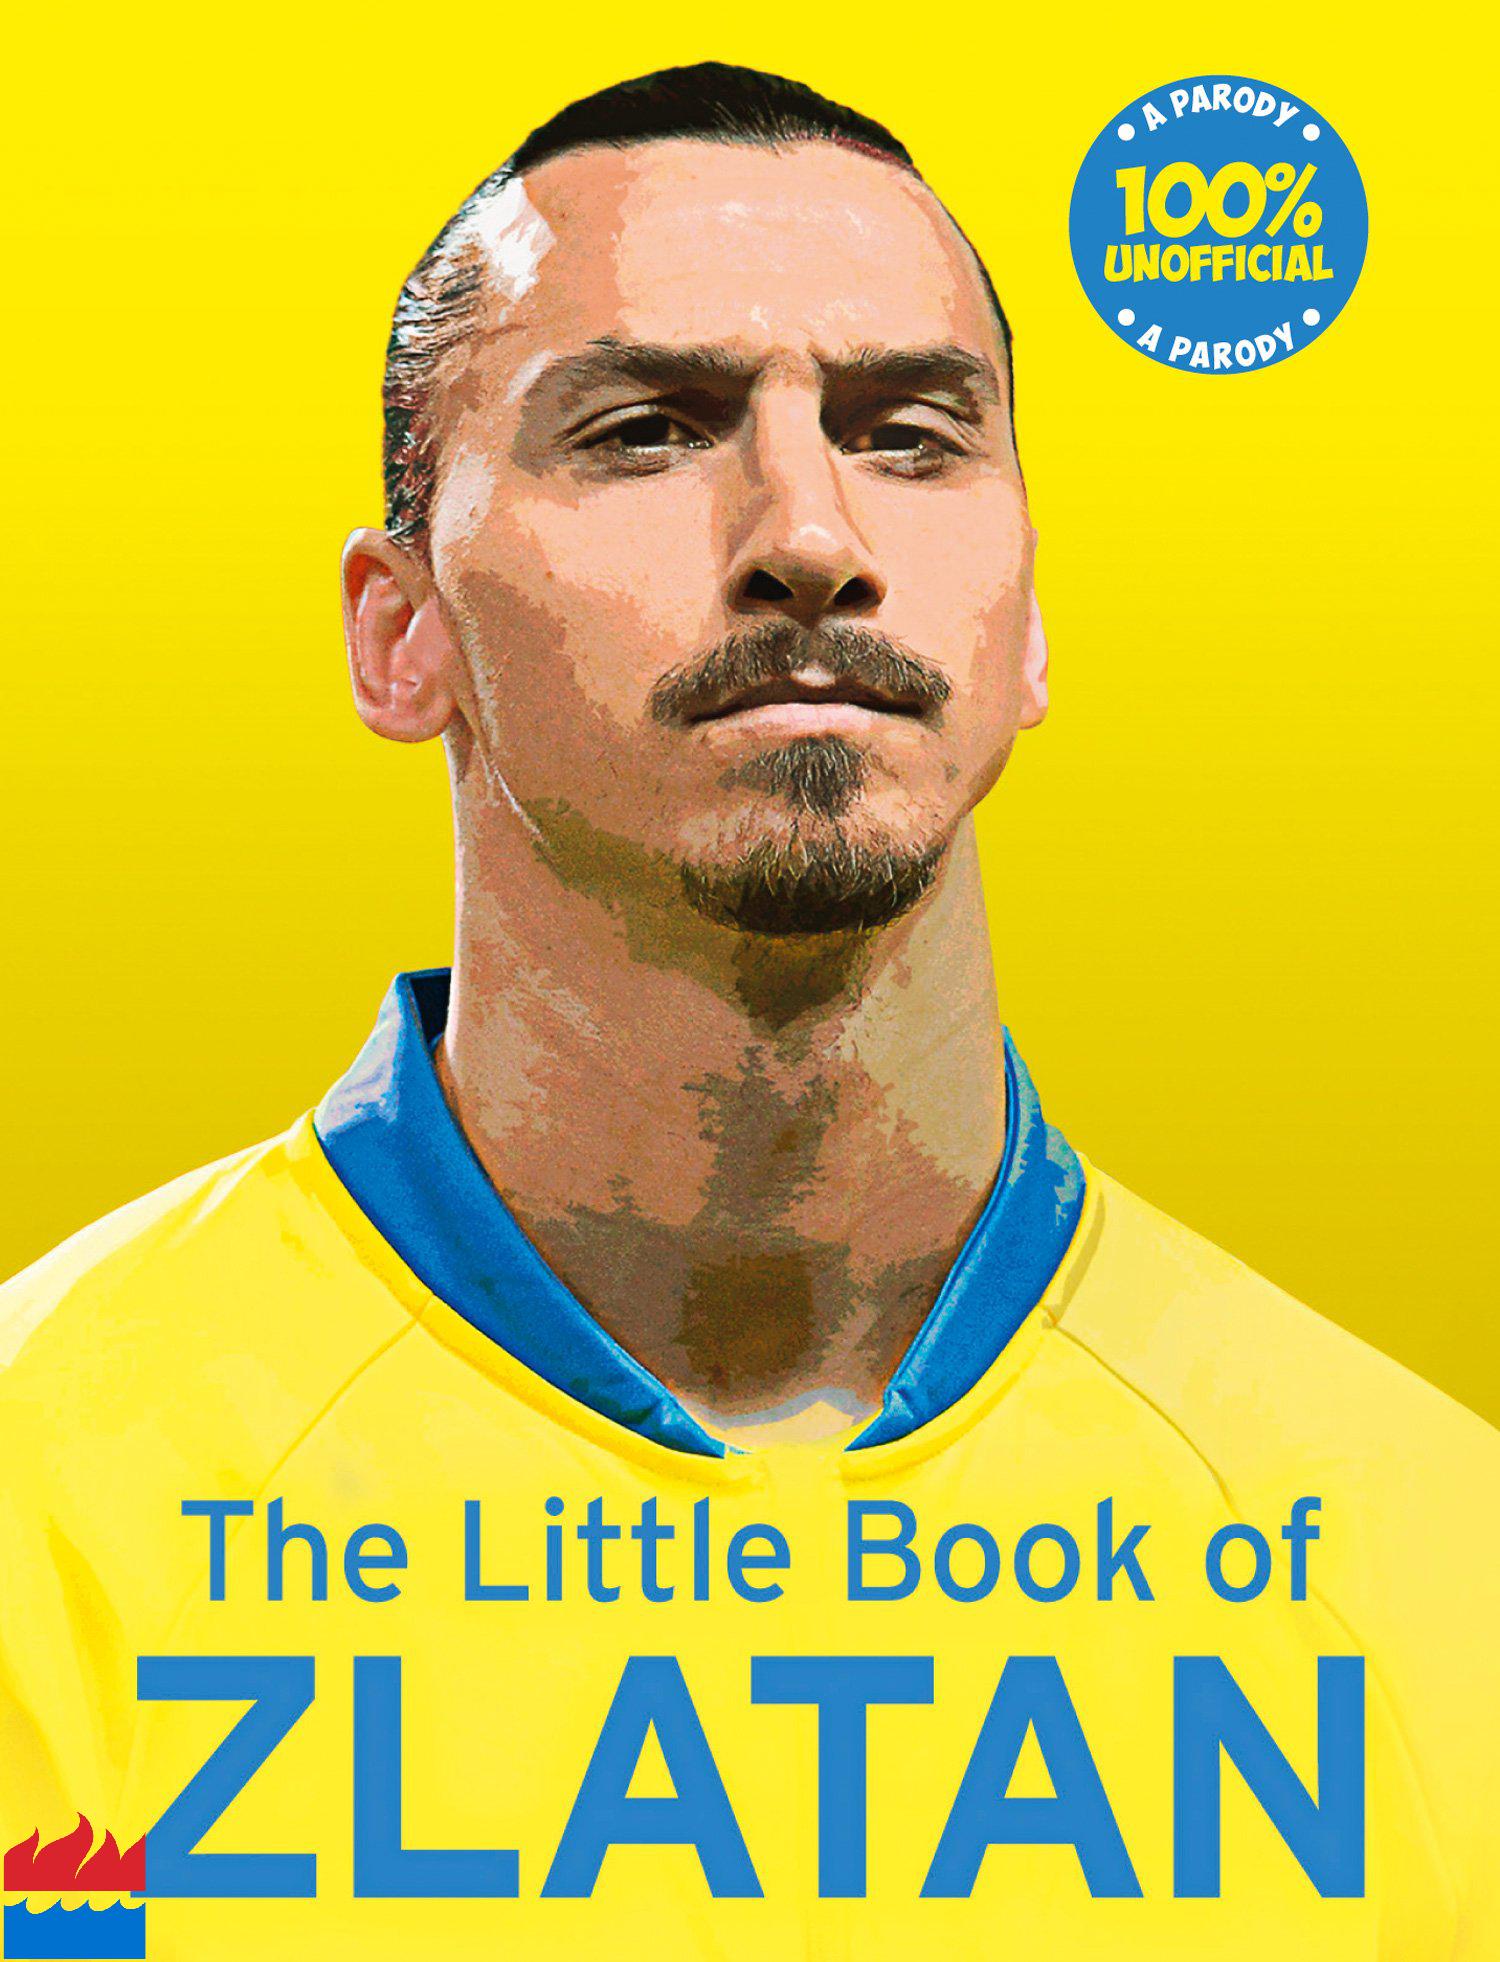 A PARODY
100%
UNOFFICIAL
A PARODY
The Little Book of
ZLATAN